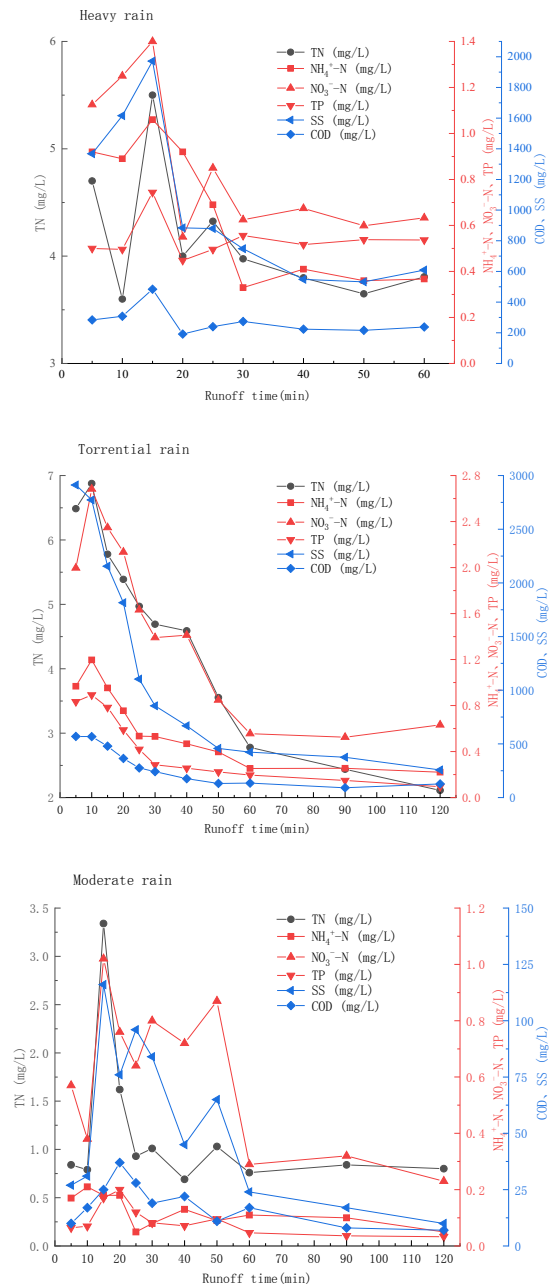 Heavy rain
TN (mg/L)
NH₄⁺-N (mg/L)
NO₃⁻-N (mg/L)
TP (mg/L)
SS (mg/L)
COD (mg/L)
6
5
4
3
TN (mg/L)
1.4
1.2
1.0
0.8
0.6
0.4
0.2
0.0
NH₄⁺-N、NO₃⁻-N、TP (mg/L)
2000
1800
1600
1400
1200
1000
800
600
400
200
0
COD、SS (mg/L)
0 10 20 30 40 50 60
Runoff time(min)
Torrential rain
TN (mg/L)
NH₄⁺-N (mg/L)
NO₃⁻-N (mg/L)
TP (mg/L)
SS (mg/L)
COD (mg/L)
7
6
5
4
3
2
TN (mg/L)
2.8
2.4
2.0
1.6
1.2
0.8
0.4
0.0
NH₄⁺-N、NO₃⁻-N、TP (mg/L)
3000
2500
2000
1500
1000
500
0
COD、SS (mg/L)
0 10 20 30 40 50 60 70 80 90 100 110 120
Runoff time(min)
Moderate rain
TN (mg/L)
NH₄⁺-N (mg/L)
NO₃⁻-N (mg/L)
TP (mg/L)
SS (mg/L)
COD (mg/L)
3.5
3.0
2.5
2.0
1.5
1.0
0.5
0.0
TN (mg/L)
1.2
1.0
0.8
0.6
0.4
0.2
0.0
NH₄⁺-N、NO₃⁻-N、TP (mg/L)
150
125
100
75
50
25
0
COD、SS (mg/L)
0 10 20 30 40 50 60 70 80 90 100 110 120
Runoff time(min)